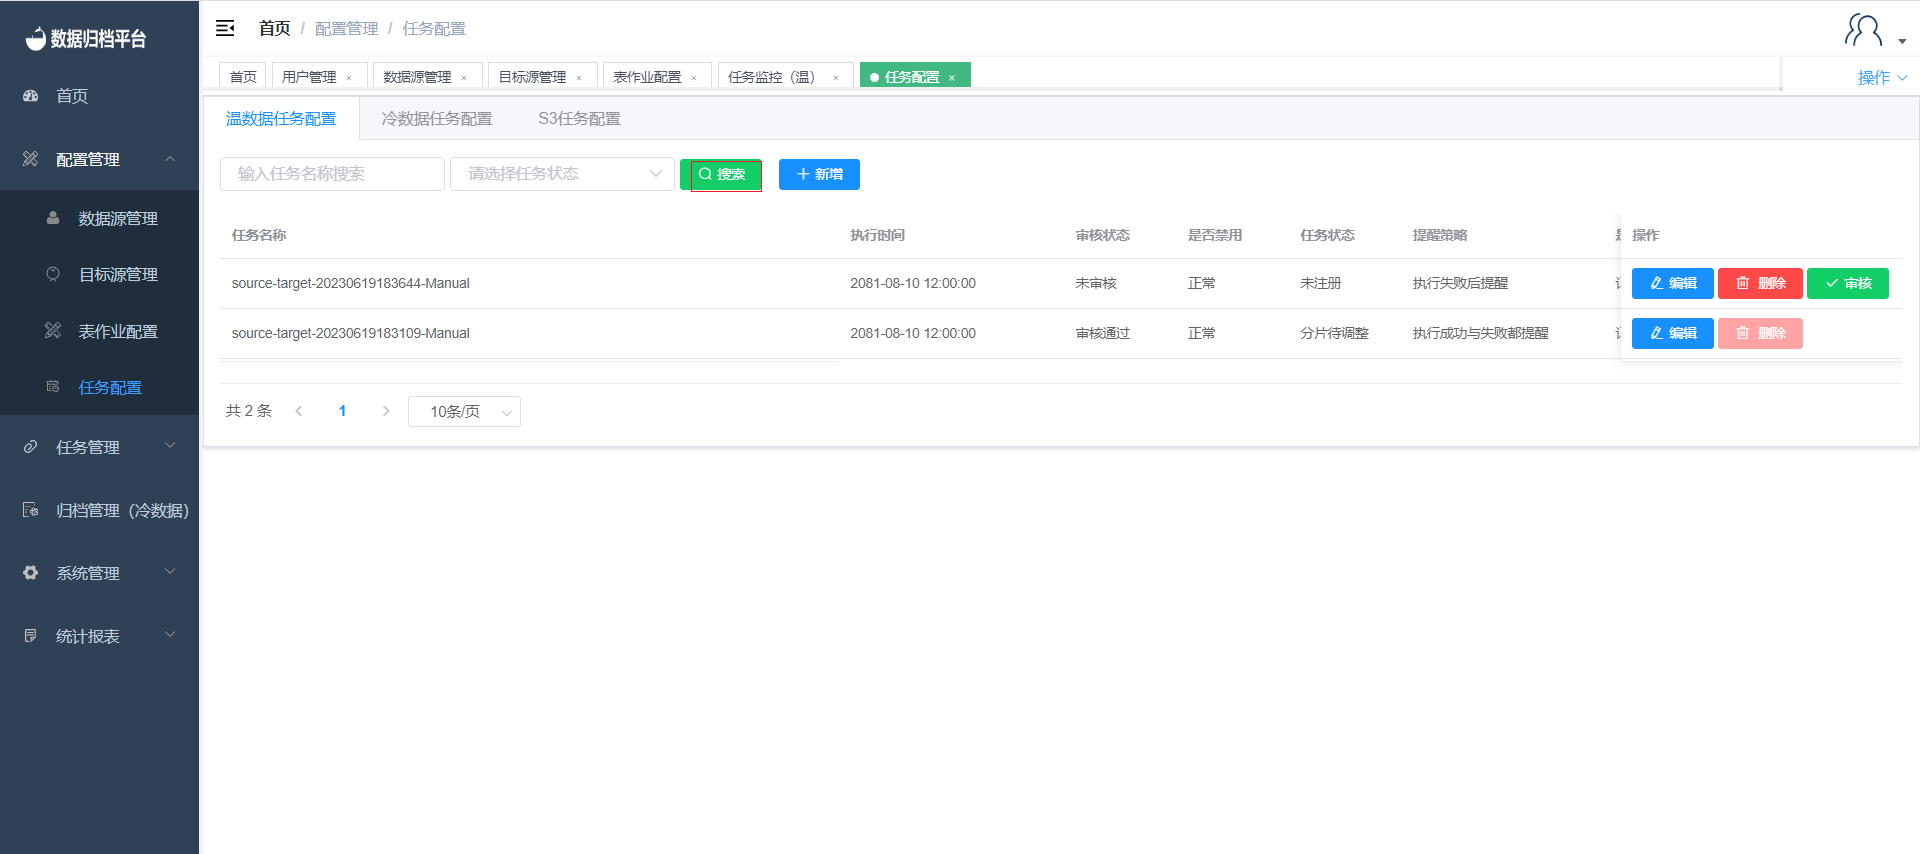 数据归档平台
首页
配置管理
数据源管理
目标源管理
表作业配置
任务配置
任务管理
归档管理（冷数据）
系统管理
统计报表
首页 / 配置管理 / 任务配置
首页 用户管理 × 数据源管理 × 目标源管理 × 表作业配置 × 任务监控（温） × 任务配置 × 操作
温数据任务配置 冷数据任务配置 S3任务配置
输入任务名称搜索 请选择任务状态 搜索 新增
任务名称 执行时间 审核状态 是否禁用 任务状态 提醒策略 操作
source-target-20230619183644-Manual 2081-08-10 12:00:00 未审核 正常 未注册 执行失败后提醒 编辑 删除 审核
source-target-20230619183109-Manual 2081-08-10 12:00:00 审核通过 正常 分片待调整 执行成功与失败都提醒 编辑 删除
共 2 条 1 10条/页